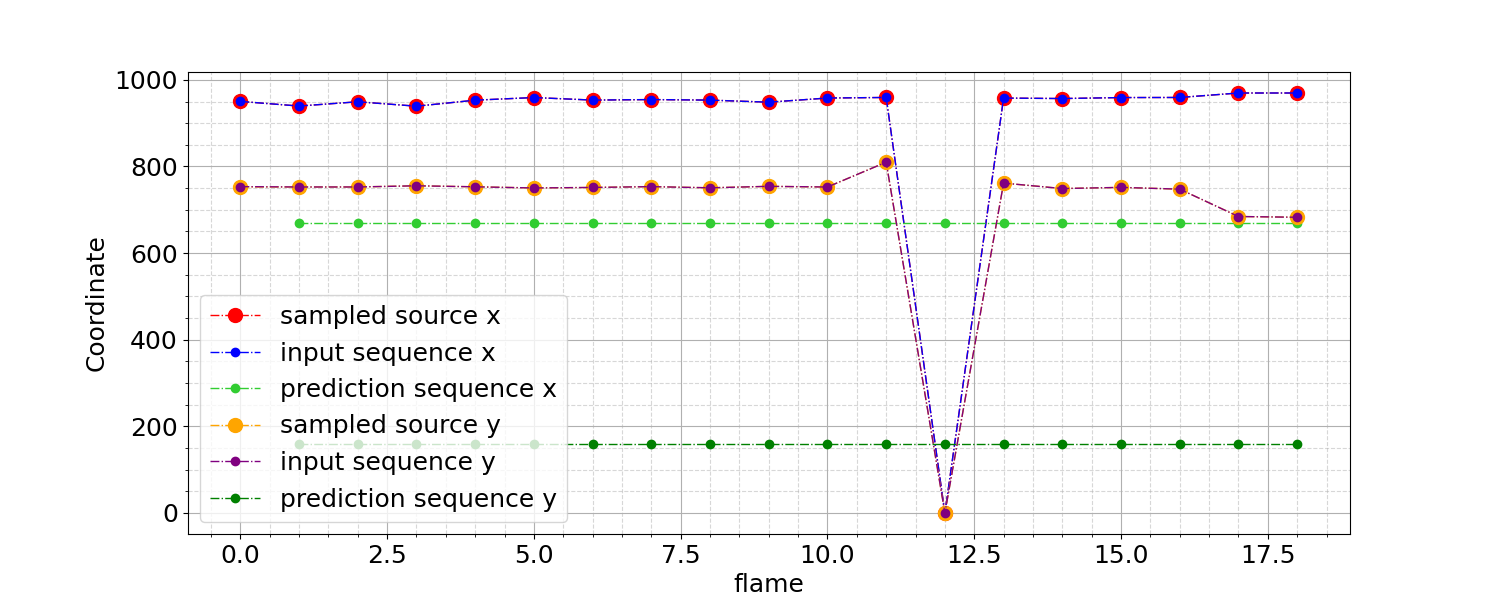 1000
800
600
400
200
0
Coordinate
sampled source x
input sequence x
prediction sequence x
sampled source y
input sequence y
prediction sequence y
0.0 2.5 5.0 7.5 10.0 12.5 15.0 17.5
flame